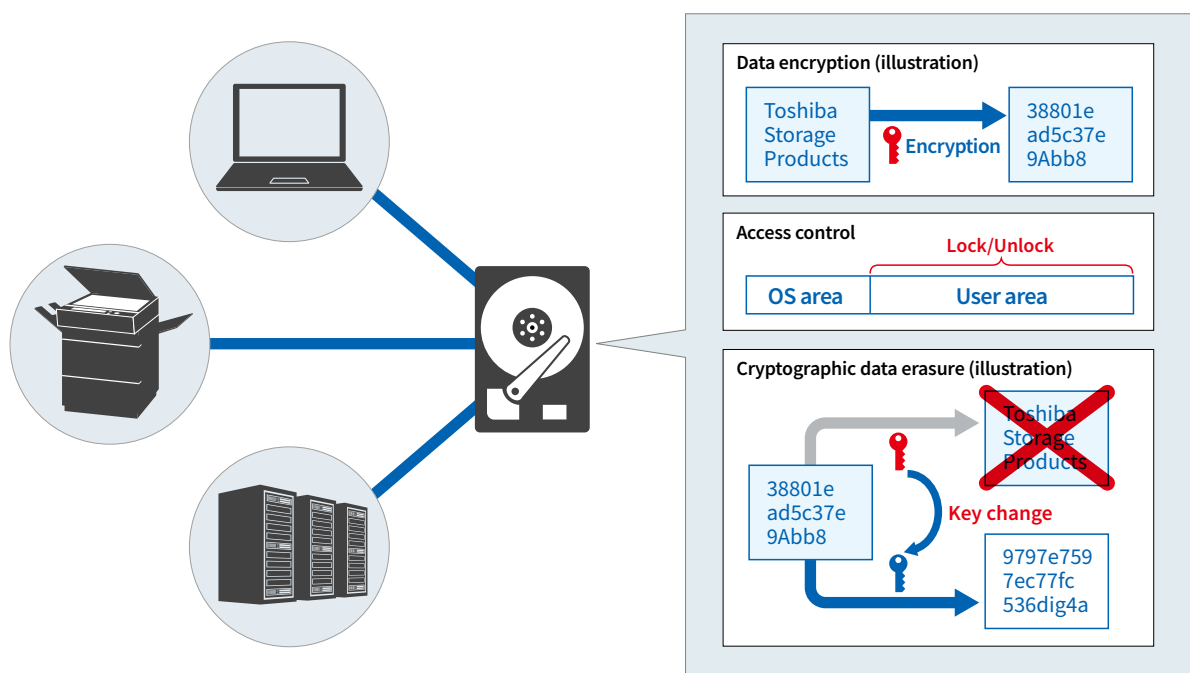 Data encryption (illustration)
Toshiba
Storage
Products
Encryption
38801e
ad5c37e
9Abb8
Access control
Lock/Unlock
OS area
User area
Cryptographic data erasure (illustration)
Toshiba
Storage
Products
38801e
ad5c37e
9Abb8
Key change
9797e759
7ec77fc
536dig4a